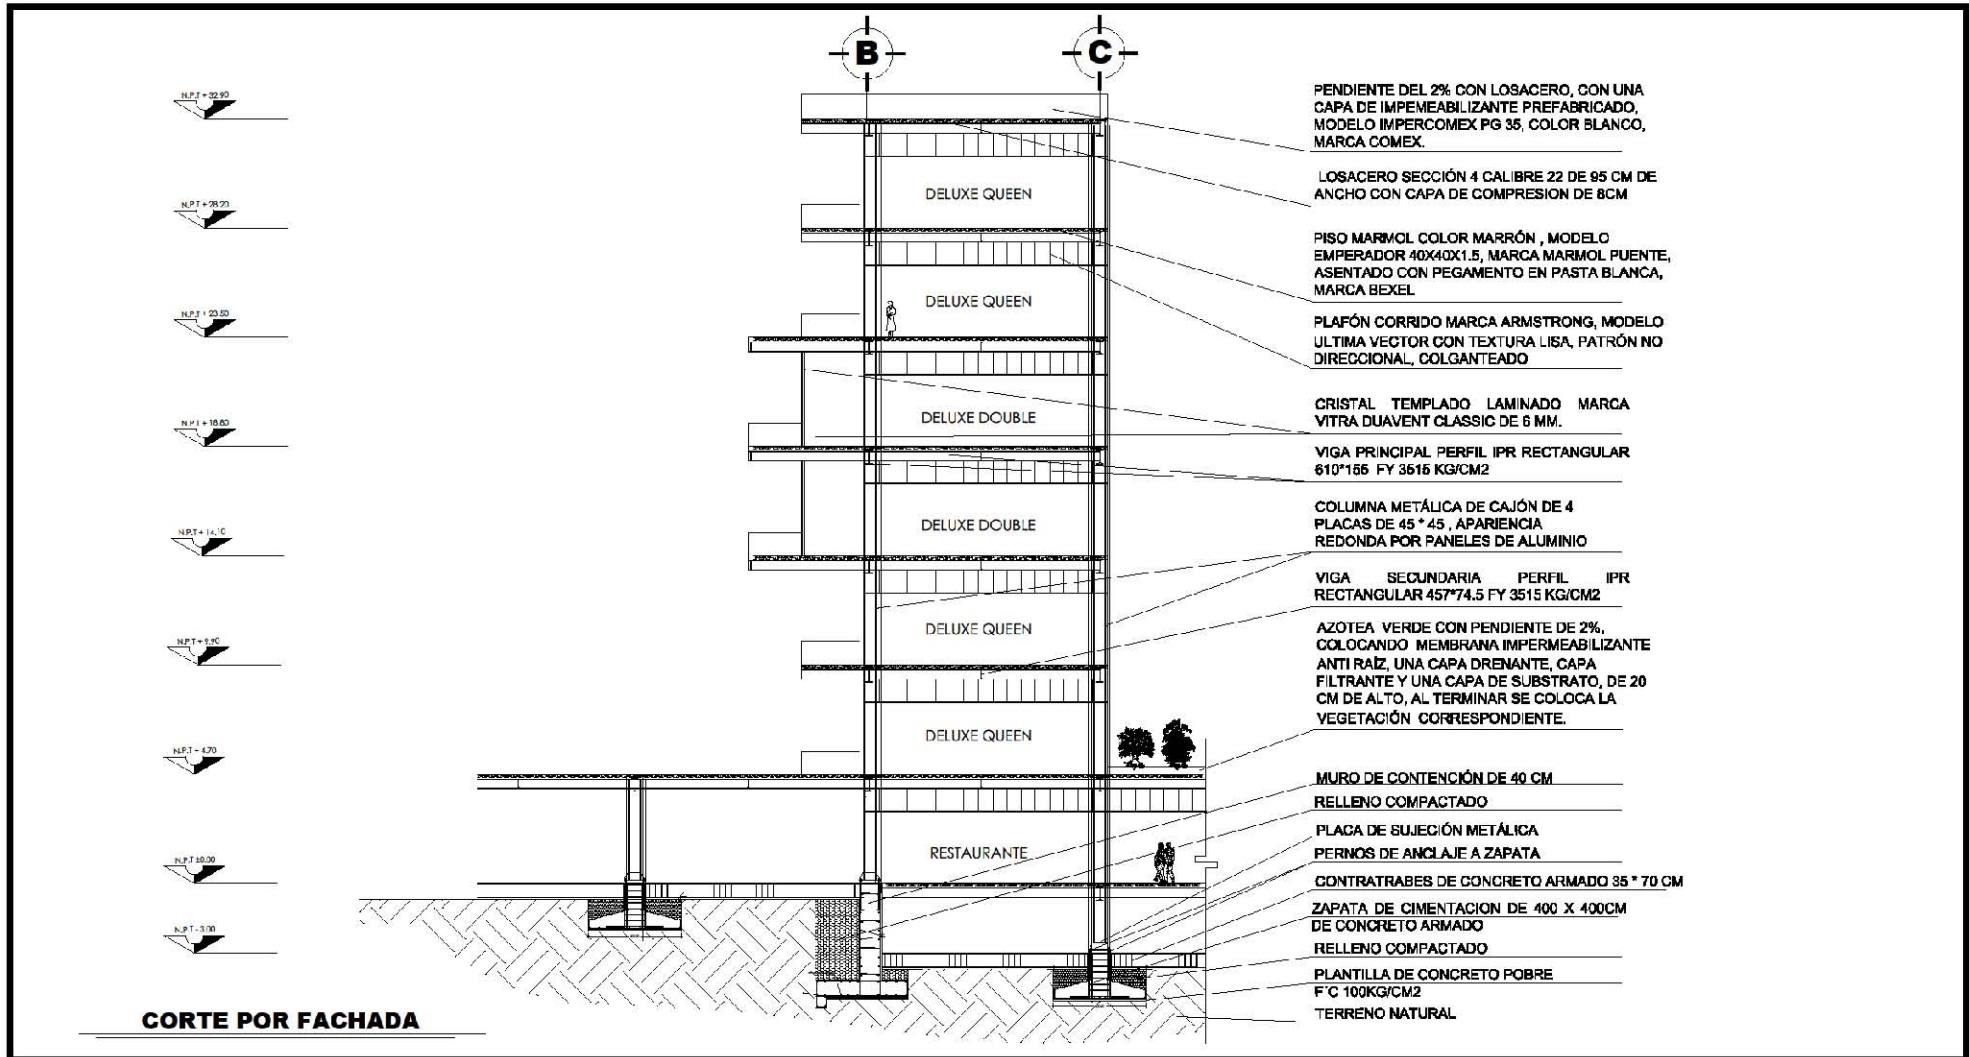 B
C
N.P.T + 32.90
N.P.T + 28.20
N.P.T + 23.50
N.P.T + 18.80
N.P.T + 14.10
N.P.T + 9.90
N.P.T + 4.70
N.P.T ±0.00
N.P.T - 3.00
DELUXE QUEEN
DELUXE QUEEN
DELUXE DOUBLE
DELUXE DOUBLE
DELUXE QUEEN
DELUXE QUEEN
RESTAURANTE
PENDIENTE DEL 2% CON LOSACERO, CON UNA
CAPA DE IMPEMEABILIZANTE PREFABRICADO,
MODELO IMPERCOMEX PG 35, COLOR BLANCO,
MARCA COMEX.
LOSACERO SECCIÓN 4 CALIBRE 22 DE 95 CM DE
ANCHO CON CAPA DE COMPRESION DE 8CM
PISO MARMOL COLOR MARRÓN , MODELO
EMPERADOR 40X40X1.5, MARCA MARMOL PUENTE,
ASENTADO CON PEGAMENTO EN PASTA BLANCA,
MARCA BEXEL
PLAFÓN CORRIDO MARCA ARMSTRONG, MODELO
ULTIMA VECTOR CON TEXTURA LISA, PATRÓN NO
DIRECCIONAL, COLGANTEADO
CRISTAL TEMPLADO LAMINADO MARCA
VITRA DUAVENT CLASSIC DE 6 MM.
VIGA PRINCIPAL PERFIL IPR RECTANGULAR
610*155 FY 3515 KG/CM2
COLUMNA METÁLICA DE CAJÓN DE 4
PLACAS DE 45 * 45 , APARIENCIA
REDONDA POR PANELES DE ALUMINIO
VIGA SECUNDARIA PERFIL IPR
RECTANGULAR 457*74.5 FY 3515 KG/CM2
AZOTEA VERDE CON PENDIENTE DE 2%,
COLOCANDO MEMBRANA IMPERMEABILIZANTE
ANTI RAÍZ, UNA CAPA DRENANTE, CAPA
FILTRANTE Y UNA CAPA DE SUBSTRATO, DE 20
CM DE ALTO, AL TERMINAR SE COLOCA LA
VEGETACIÓN CORRESPONDIENTE.
MURO DE CONTENCIÓN DE 40 CM
RELLENO COMPACTADO
PLACA DE SUJECIÓN METÁLICA
PERNOS DE ANCLAJE A ZAPATA
CONTRATRABES DE CONCRETO ARMADO 35 * 70 CM
ZAPATA DE CIMENTACION DE 400 X 400CM
DE CONCRETO ARMADO
RELLENO COMPACTADO
PLANTILLA DE CONCRETO POBRE
F'C 100KG/CM2
TERRENO NATURAL
CORTE POR FACHADA